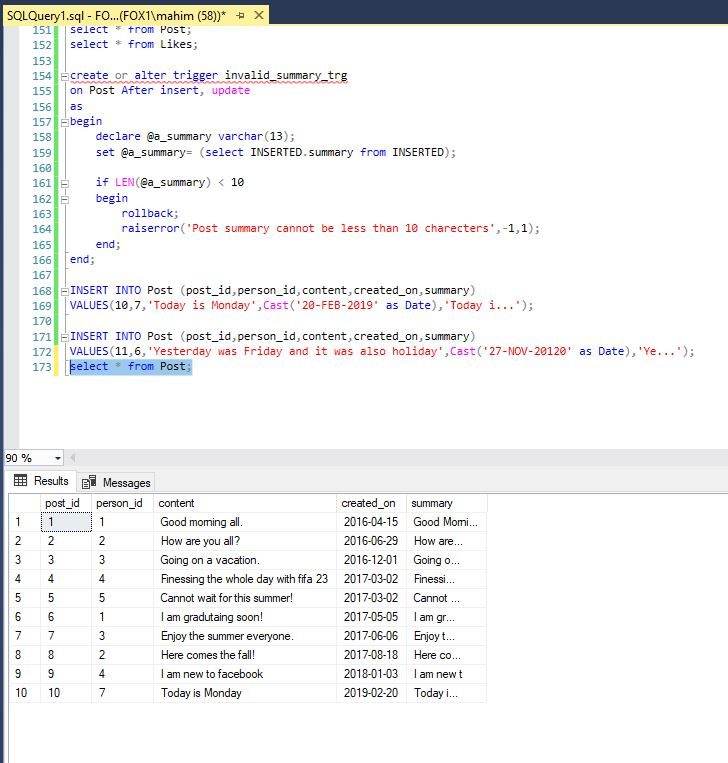 SQLQuery1.sql - FO...(FOX1\mahim (58))*
151 select * from Post;
152 select * from Likes;
153
154 create or alter trigger invalid_summary_trg
155 on Post After insert, update
156 as
157 begin
158 declare @a_summary varchar(13);
159 set @a_summary= (select INSERTED.summary from INSERTED);
160
161 if LEN(@a_summary) < 10
162 begin
163 rollback;
164 raiserror('Post summary cannot be less than 10 charecters',-1,1);
165 end;
166 end;
167
168 INSERT INTO Post (post_id,person_id,content,created_on,summary)
169 VALUES(10,7,'Today is Monday',Cast('20-FEB-2019' as Date),'Today i...');
170
171 INSERT INTO Post (post_id,person_id,content,created_on,summary)
172 VALUES(11,6,'Yesterday was Friday and it was also holiday',Cast('27-NOV-20120' as Date),'Ye...');
173 select * from Post;
90 %
Results Messages
post_id person_id content created_on summary
1 1 1 Good morning all. 2016-04-15 Good Morni...
2 2 2 How are you all? 2016-06-29 How are...
3 3 3 Going on a vacation. 2016-12-01 Going o...
4 4 4 Finessing the whole day with fifa 23 2017-03-02 Finessi...
5 5 5 Cannot wait for this summer! 2017-03-02 Cannot ...
6 6 1 I am gradutaing soon! 2017-05-05 I am gr...
7 7 3 Enjoy the summer everyone. 2017-06-06 Enjoy t...
8 8 2 Here comes the fall! 2017-08-18 Here co...
9 9 4 I am new to facebook 2018-01-03 I am new t
10 10 7 Today is Monday 2019-02-20 Today i...